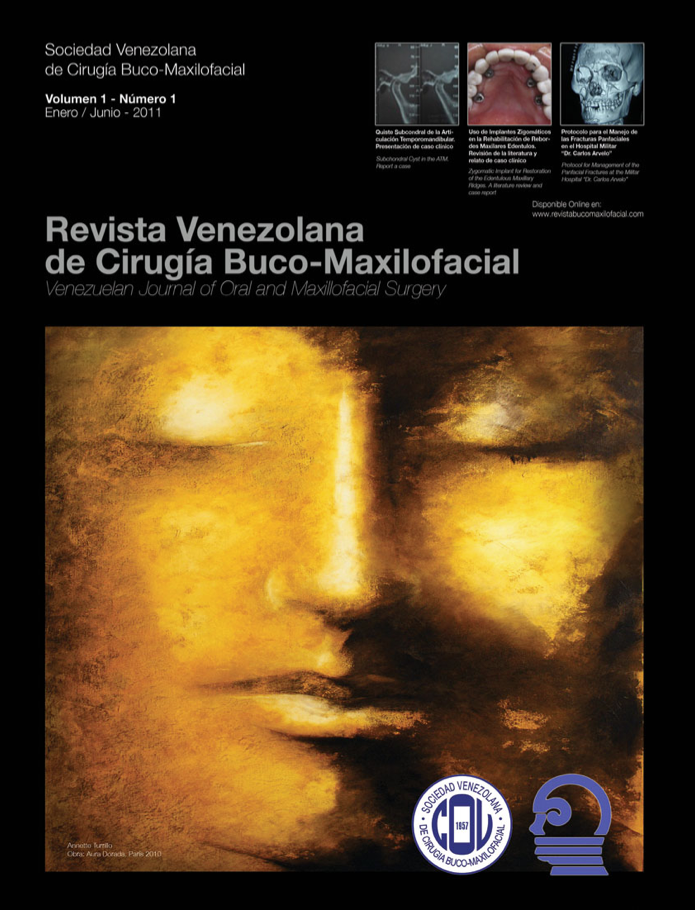 Sociedad Venezolana
de Cirugía Buco-Maxilofacial
Volumen 1 - Número 1
Enero / Junio - 2011
Quiste Subcondral de la Arti-
culación Temporomandibular.
Presentación de caso clínico
Subchondral Cyst in the ATM.
Report a case
Uso de Implantes Zigomáticos
en la Rehabilitación de Rebor-
des Maxilares Edentulos.
Revisión de la literatura y
relato de caso clínico
Zygomatic Implant for Restoration
of the Edentulous Maxillary
Ridges. A literature review and
case report
Protocolo para el Manejo de
las Fracturas Panfaciales
en el Hospital Militar
"Dr. Carlos Arvelo"
Protocol for Management of the
Panfacial Fractures at the Militar
Hospital "Dr. Carlos Arvelo"
Disponible Online en:
www.revistabucomaxilofacial.com
Revista Venezolana
de Cirugía Buco-Maxilofacial
Venezuelan Journal of Oral and Maxillofacial Surgery
Annette Turrillo
Obra: Aura Dorada. París 2010
SOCIEDAD VENEZOLANA
COV
1957
DE CIRUGIA BUCO-MAXILOFACIAL